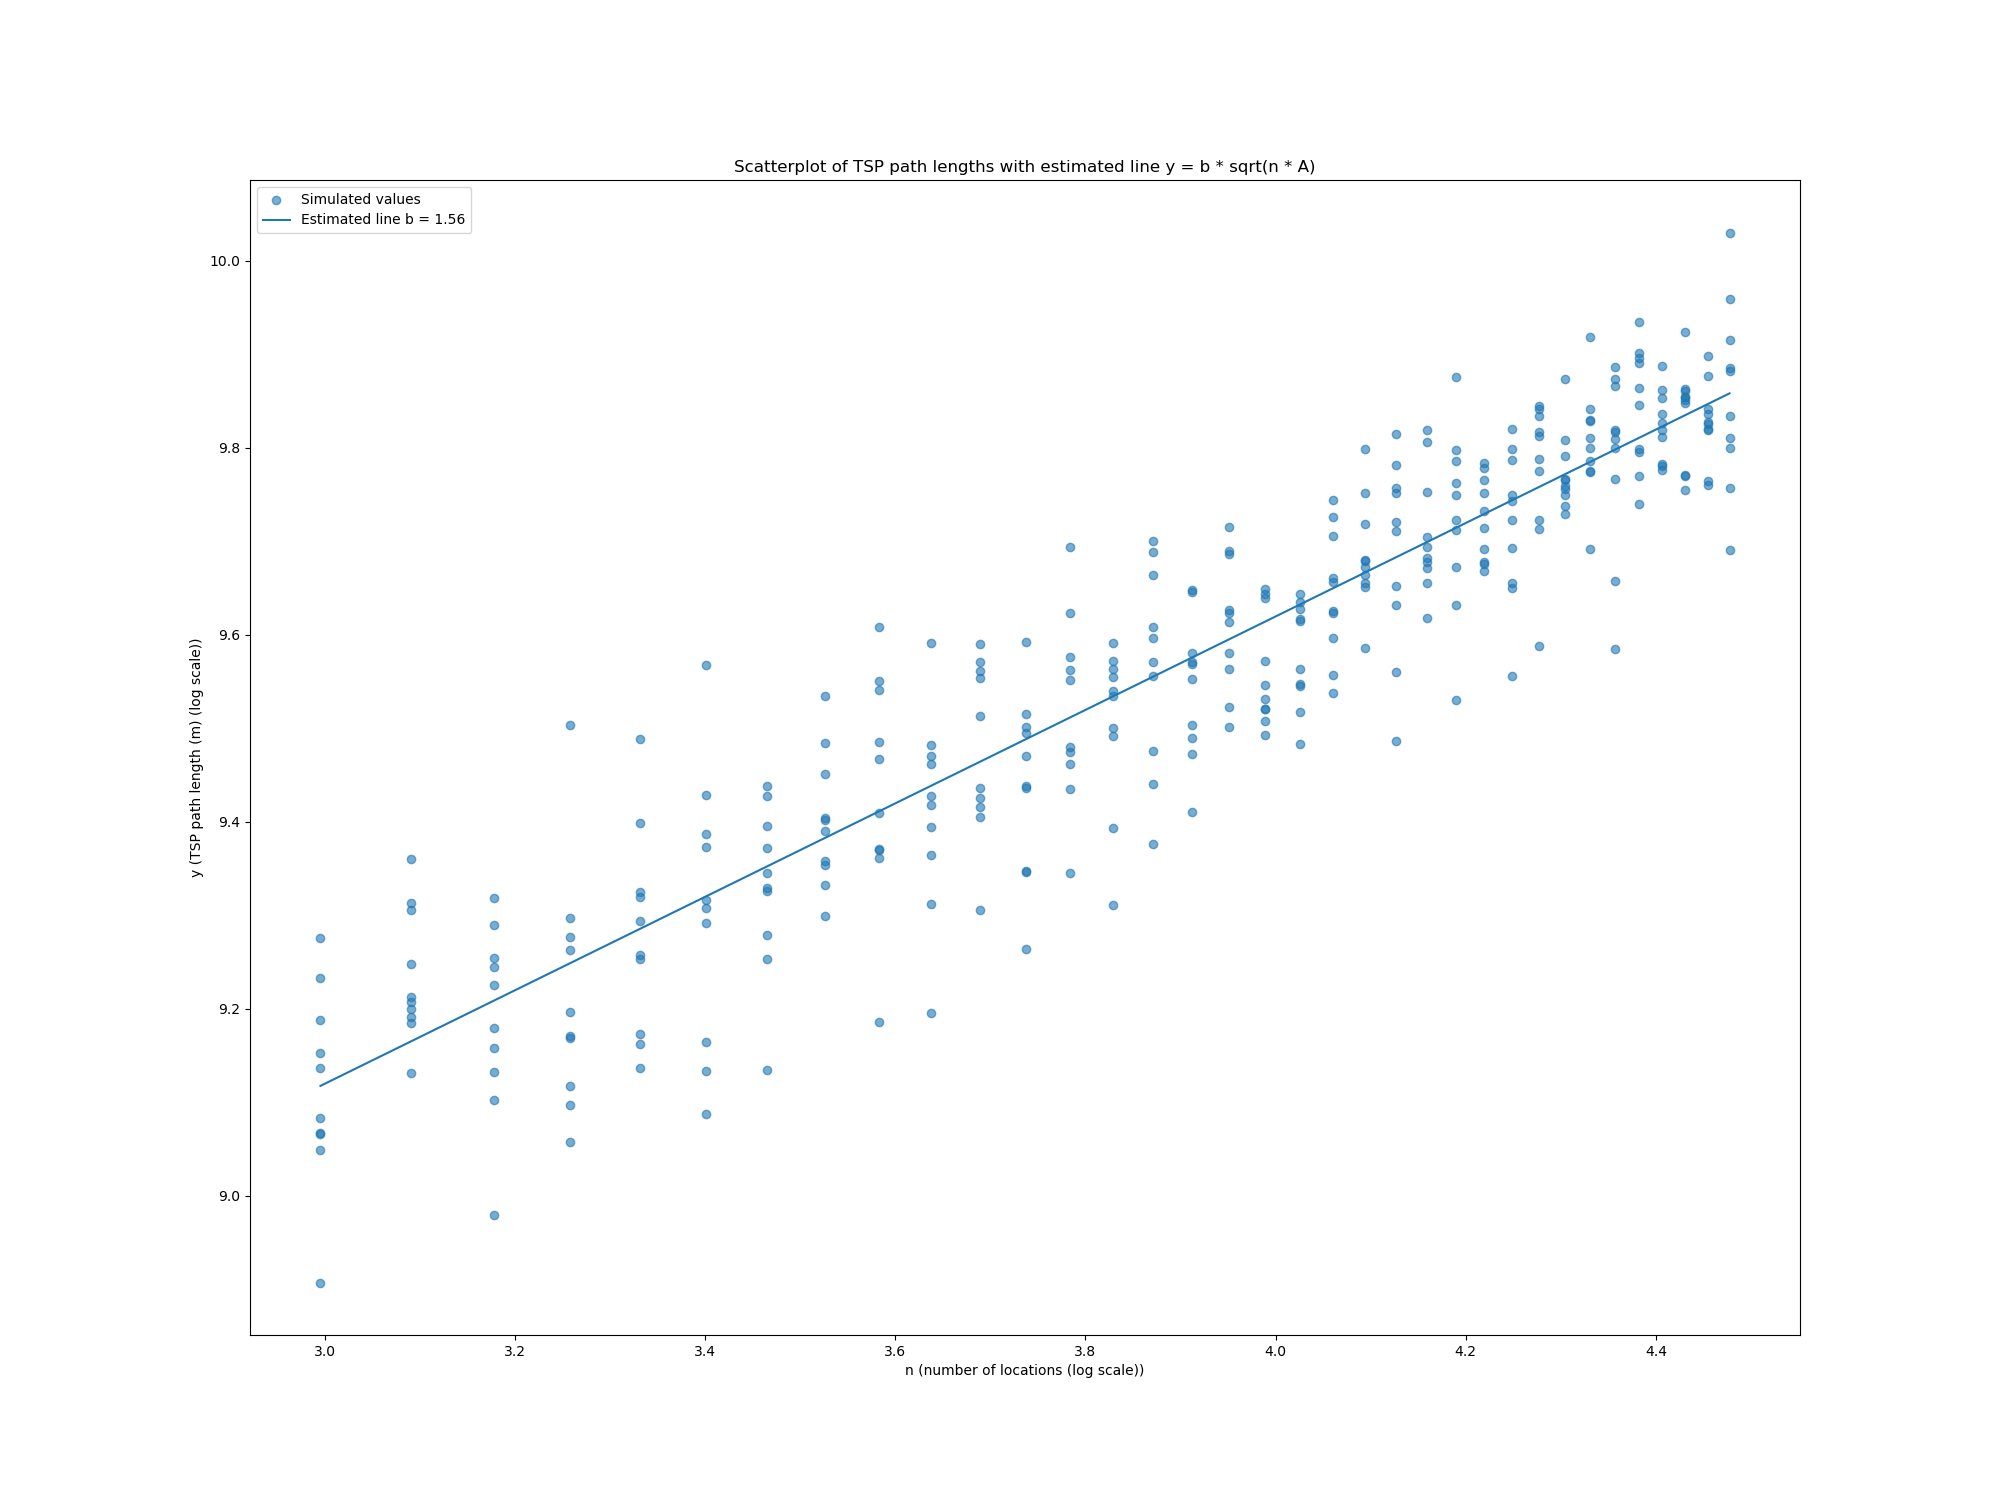 Scatterplot of TSP path lengths with estimated line y = b * sqrt(n * A)
Simulated values
Estimated line b = 1.56
10.0
9.8
9.6
9.4
9.2
9.0
y (TSP path length (m) (log scale))
3.0 3.2 3.4 3.6 3.8 4.0 4.2 4.4
n (number of locations (log scale))